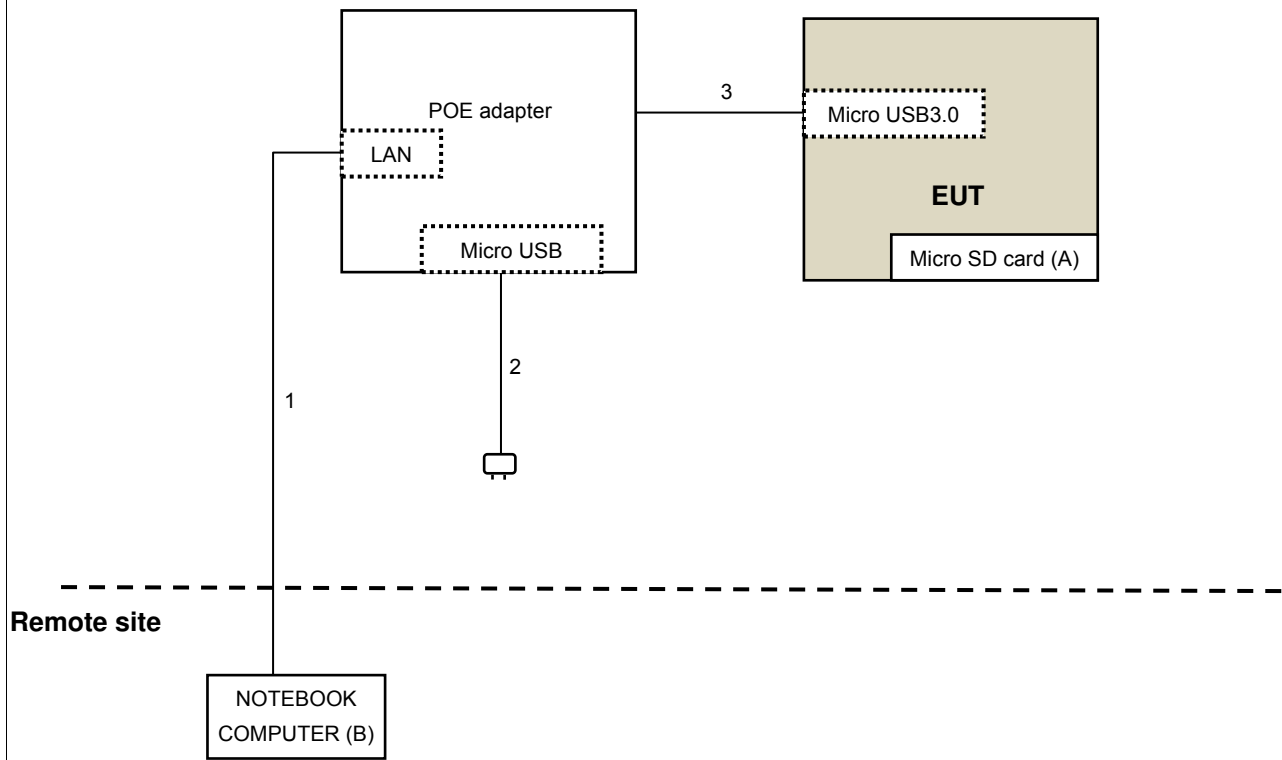 POE adapter
3
Micro USB3.0
LAN
EUT
Micro USB
Micro SD card (A)
2
1
Remote site
NOTEBOOK
COMPUTER (B)